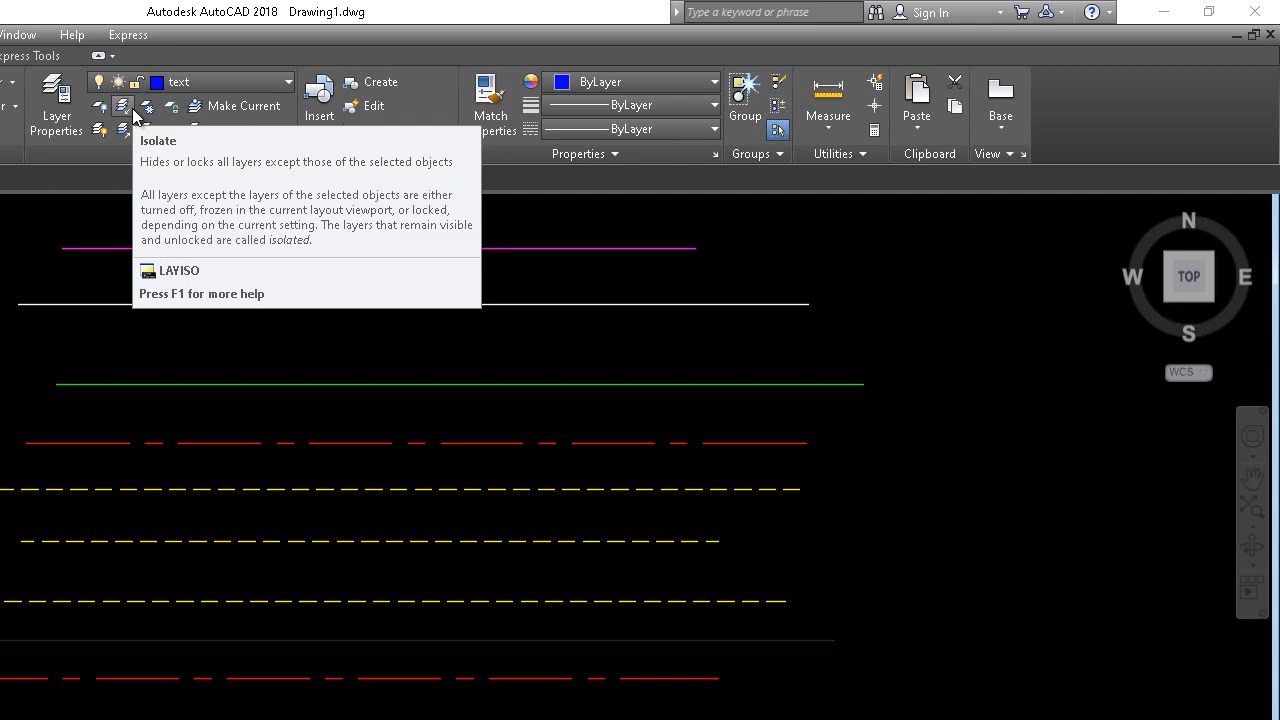 Autodesk AutoCAD 2018 Drawing1.dwg
Type a keyword or phrase
Sign In
indow Help Express
xpress Tools
text
Create
ByLayer
Make Current
Edit
ByLayer
Layer
Properties
Insert
Match
operties
ByLayer
Group
Measure
Paste
Base
Properties
Groups
Utilities
Clipboard
View
Isolate
Hides or locks all layers except those of the selected objects
All layers except the layers of the selected objects are either
turned off, frozen in the current layout viewport, or locked,
depending on the current setting. The layers that remain visible
and unlocked are called isolated.
LAYISO
Press F1 for more help
N
W TOP E
S
WCS